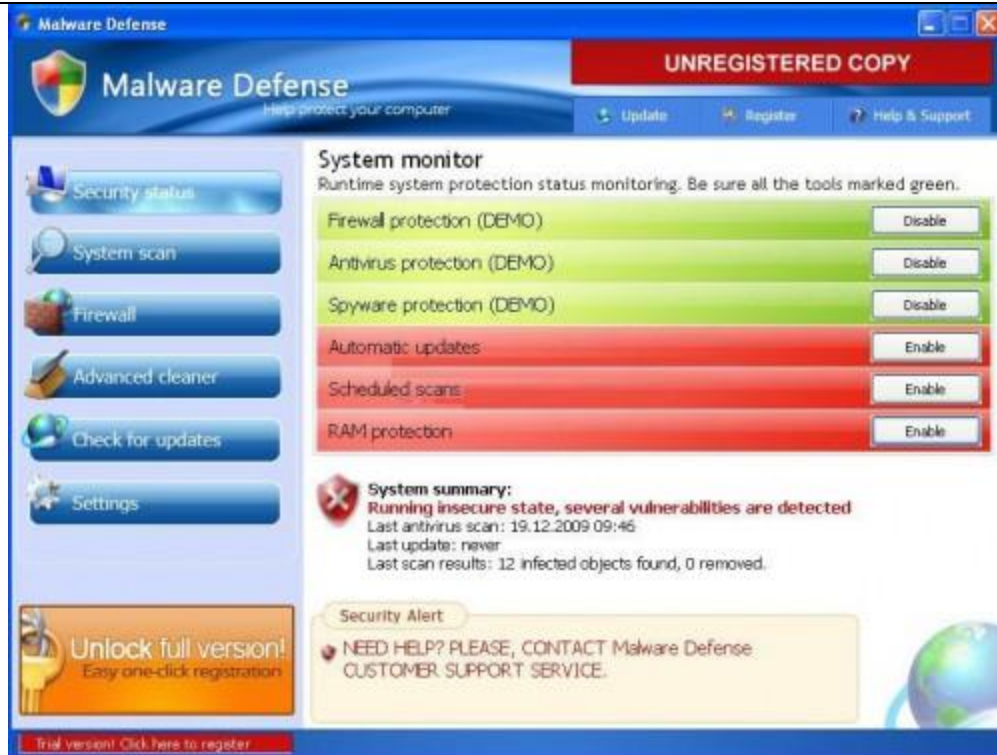 Malware Defense
Malware Defense
Help protect your computer
UNREGISTERED COPY
Update
Register
Help & Support
Security status
System scan
Firewall
Advanced cleaner
Check for updates
Settings
Unlock full version!
Easy one-click registration
System monitor
Runtime system protection status monitoring. Be sure all the tools marked green.
Firewall protection (DEMO)
Disable
Antivirus protection (DEMO)
Disable
Spyware protection (DEMO)
Disable
Automatic updates
Enable
Scheduled scans
Enable
RAM protection
Enable
System summary:
Running insecure state, several vulnerabilities are detected
Last antivirus scan: 19.12.2009 09:46
Last update: never
Last scan results: 12 infected objects found, 0 removed.
Security Alert
NEED HELP? PLEASE, CONTACT Malware Defense
CUSTOMER SUPPORT SERVICE.
Trial version! Click here to register